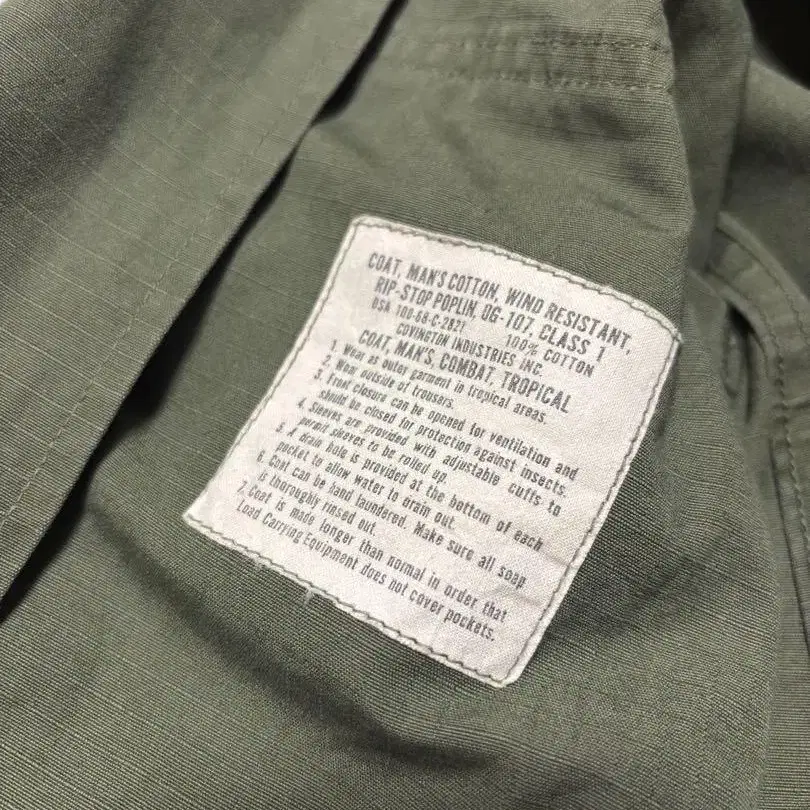 COAT, MAN'S COTTON, WIND RESISTANT,
RIP-STOP POPLIN, OG-107, CLASS 1
DSA 100-68-C-2827 100% COTTON
COVINGTON INDUSTRIES INC.
COAT, MAN'S, COMBAT, TROPICAL
1. Wear as outer garment in tropical areas.
2. Wear outside of trousers.
3. Front closure can be opened for ventilation and
should be closed for protection against insects.
4. Sleeves are provided with adjustable cuffs to
permit sleeves to be rolled up.
5. A drain hole is provided at the bottom of each
pocket to allow water to drain out.
6. Coat can be hand laundered. Make sure all soap
is thoroughly rinsed out.
7. Coat is made longer than normal in order that
Load Carrying Equipment does not cover pockets.